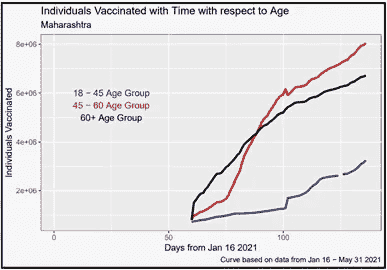 Individuals Vaccinated with Time with respect to Age
Maharashtra
8e+06
6e+06
4e+06
2e+06
Individuals Vaccinated
18 − 45 Age Group
45 − 60 Age Group
60+ Age Group
0
50
100
Days from Jan 16 2021
Curve based on data from Jan 16 − May 31 2021